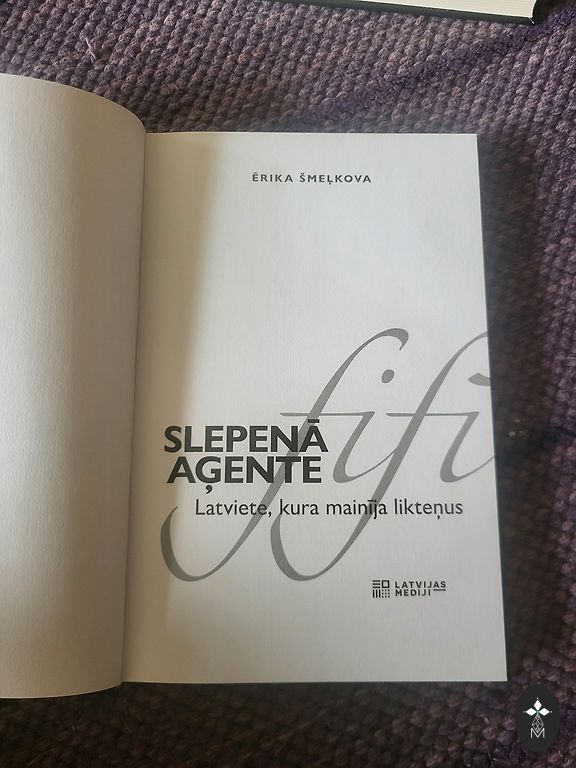 ĒRIKA ŠMEĻKOVA
fifi
SLEPENĀ
AĢENTE
Latviete, kura mainīja likteņus
LATVIJAS
MEDIJI
M